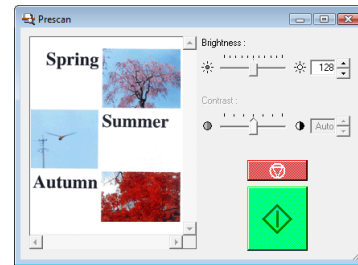 Prescan
Spring
Summer
Autumn
Brightness :
128
Contrast :
Auto